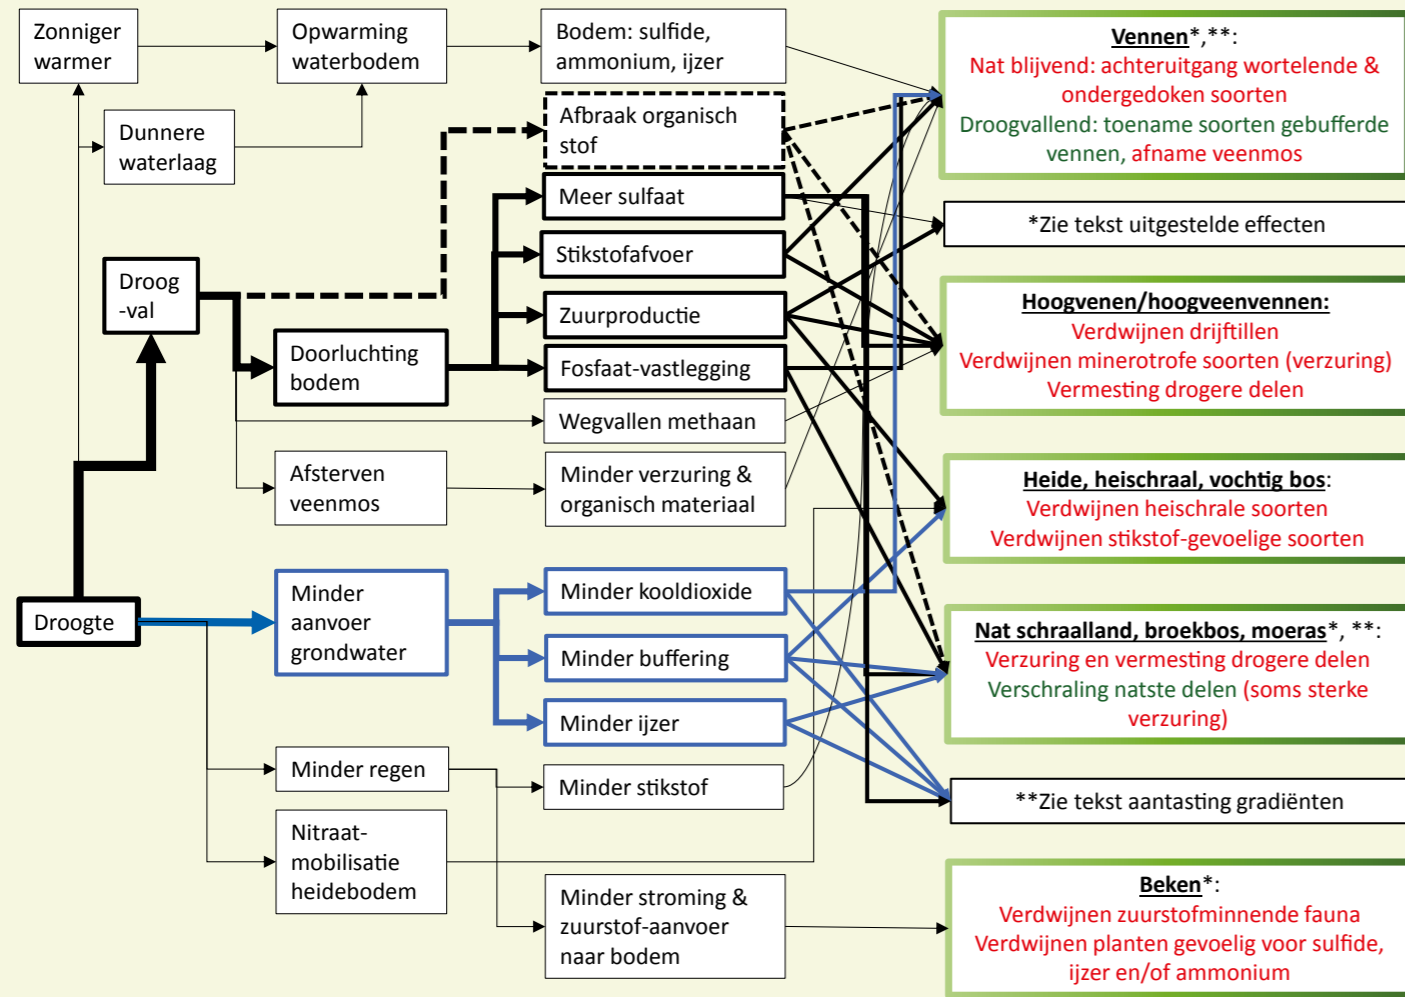 Zonniger
warmer
Opwarming
waterbodem
Bodem: sulfide,
ammonium, ijzer
Dunnere
waterlaag
Afbraak organisch
stof
Meer sulfaat
Stikstofafvoer
Droog
-val
Zuurproductie
Doorluchting
bodem
Fosfaat-vastlegging
Wegvallen methaan
Afsterven
veenmos
Minder verzuring &
organisch materiaal
Droogte
Minder
aanvoer
grondwater
Minder kooldioxide
Minder buffering
Minder ijzer
Minder regen
Minder stikstof
Nitraat-
mobilisatie
heidebodem
Minder stroming &
zuurstof-aanvoer
naar bodem
Vennen*,**:
Nat blijvend: achteruitgang wortelende &
ondergedoken soorten
Droogvallend: toename soorten gebufferde
vennen, afname veenmos
*Zie tekst uitgestelde effecten
Hoogvenen/hoogveenvennen:
Verdwijnen drijftillen
Verdwijnen minerotrofe soorten (verzuring)
Vermesting drogere delen
Heide, heischraal, vochtig bos:
Verdwijnen heischrale soorten
Verdwijnen stikstof-gevoelige soorten
Nat schraalland, broekbos, moeras*, **:
Verzuring en vermesting drogere delen
Verschraling natste delen (soms sterke
verzuring)
**Zie tekst aantasting gradiënten
Beken*:
Verdwijnen zuurstofminnende fauna
Verdwijnen planten gevoelig voor sulfide,
ijzer en/of ammonium